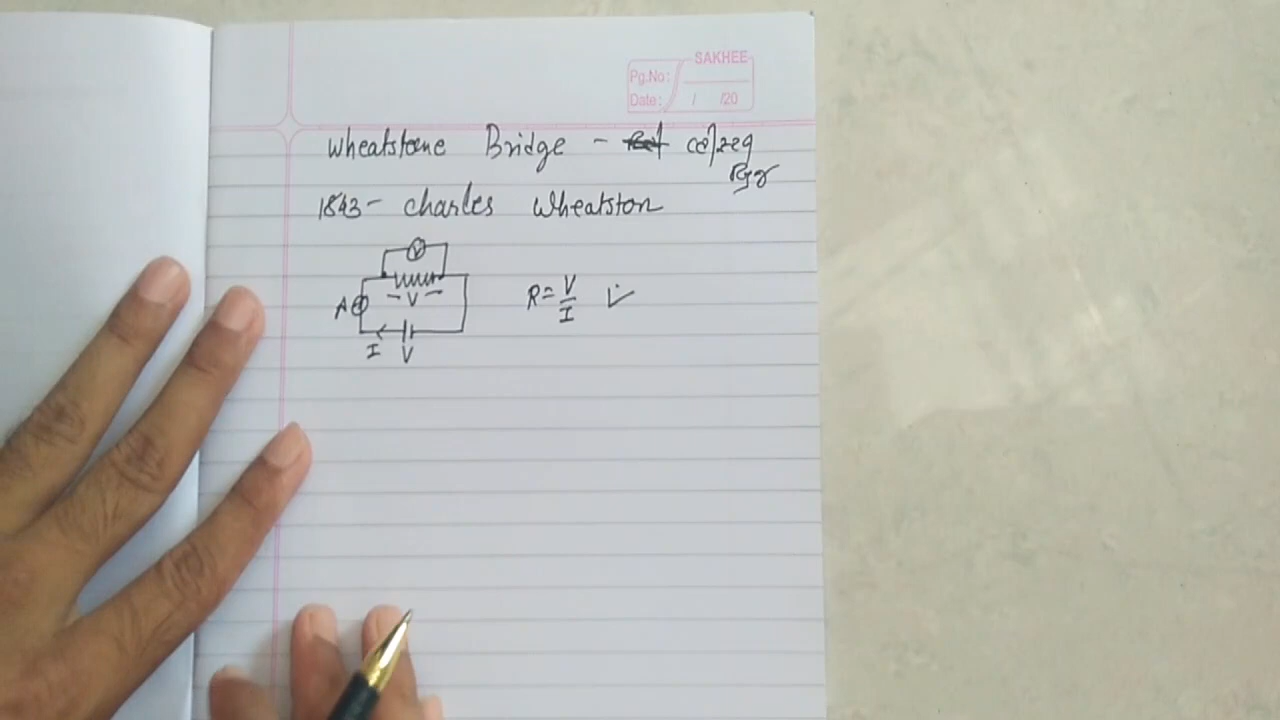 SAKHEE
Pg.No:
Date: / /20
Wheatstone Bridge -
1843- Charles Wheatston
V
A - V - R = V/I
I V